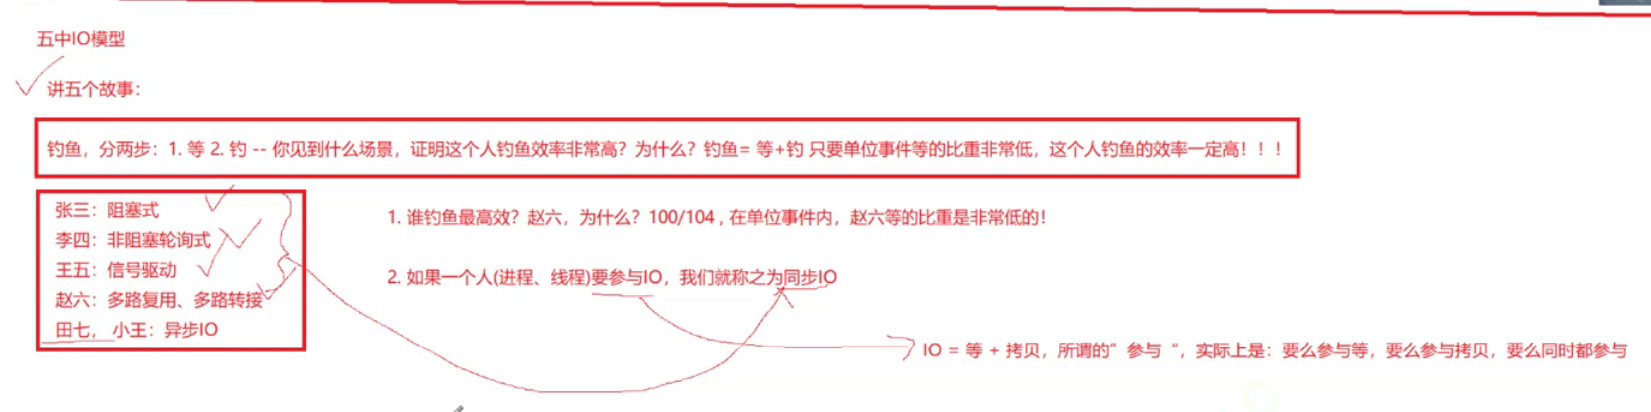 五中IO模型
讲五个故事：
钓鱼，分两步：1. 等 2. 钓 -- 你见到什么场景，证明这个人钓鱼效率非常高？为什么？钓鱼= 等+钓 只要单位事件等的比重非常低，这个人钓鱼的效率一定高！！！
张三：阻塞式
李四：非阻塞轮询式
王五：信号驱动
赵六：多路复用、多路转接
田七，小王：异步IO
1. 谁钓鱼最高效？赵六，为什么？100/104 , 在单位事件内，赵六等的比重是非常低的!
2. 如果一个人(进程、线程)要参与IO，我们就称之为同步IO
IO = 等 + 拷贝，所谓的”参与“，实际上是：要么参与等，要么参与拷贝，要么同时都参与